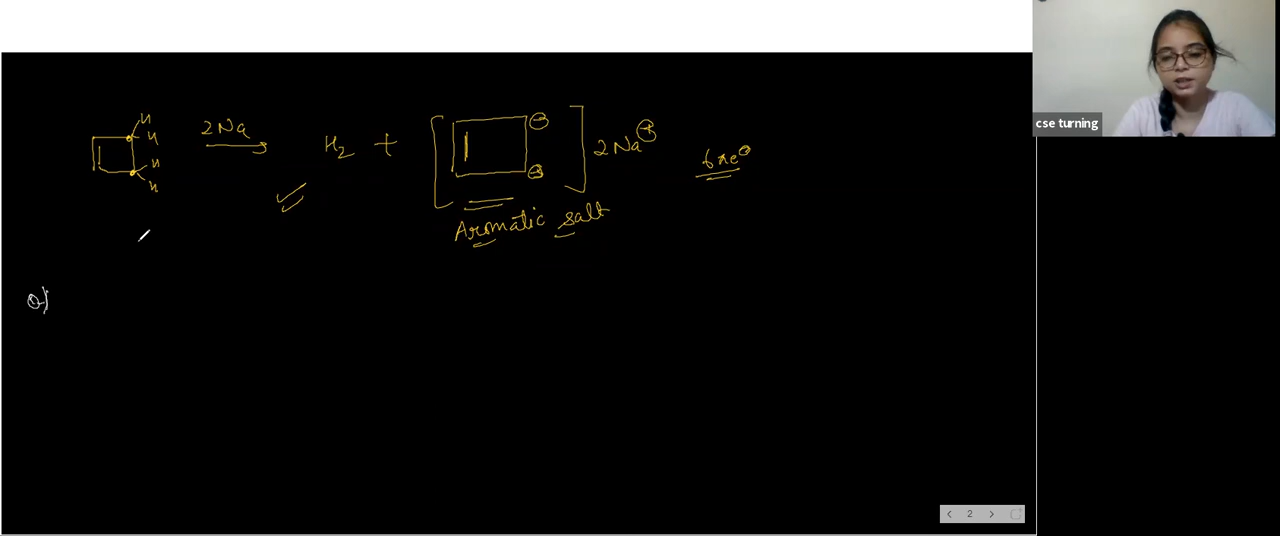 H
H
H
H
2Na
H2 + [ ⊖ ⊖ ] 2Na⊕
6πe⊖
Aromatic salt
Q)
cse turning
2